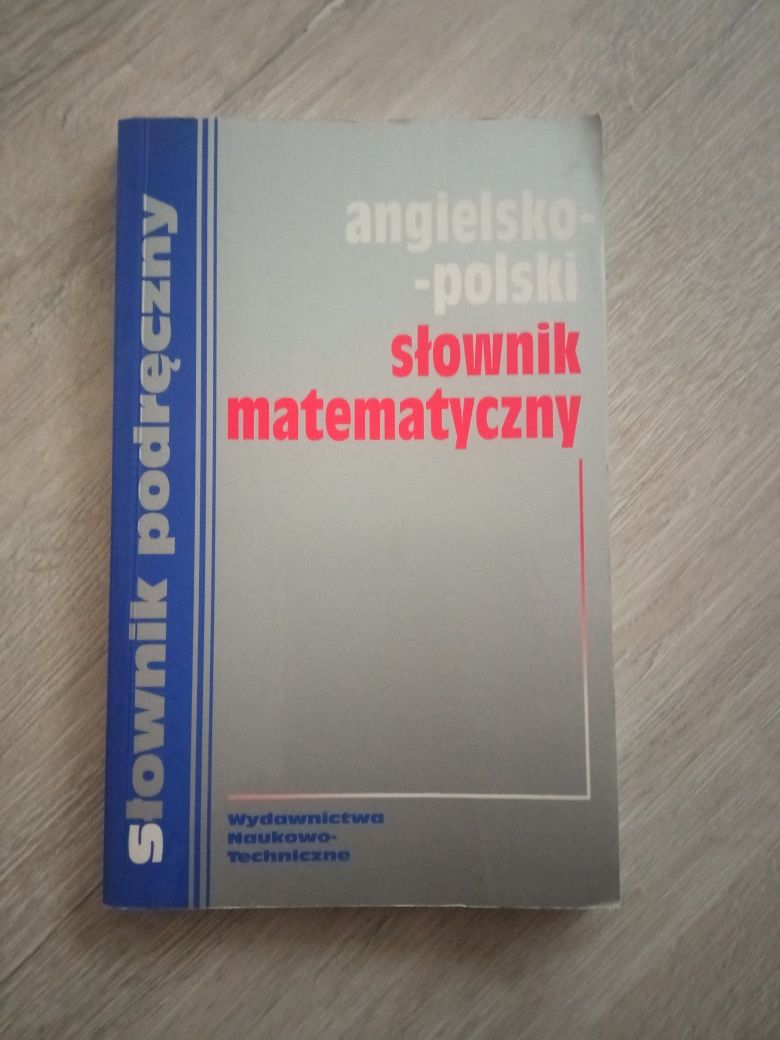 słownik podręczny
angielsko-
-polski
słownik
matematyczny
Wydawnictwa
Naukowo-
Techniczne